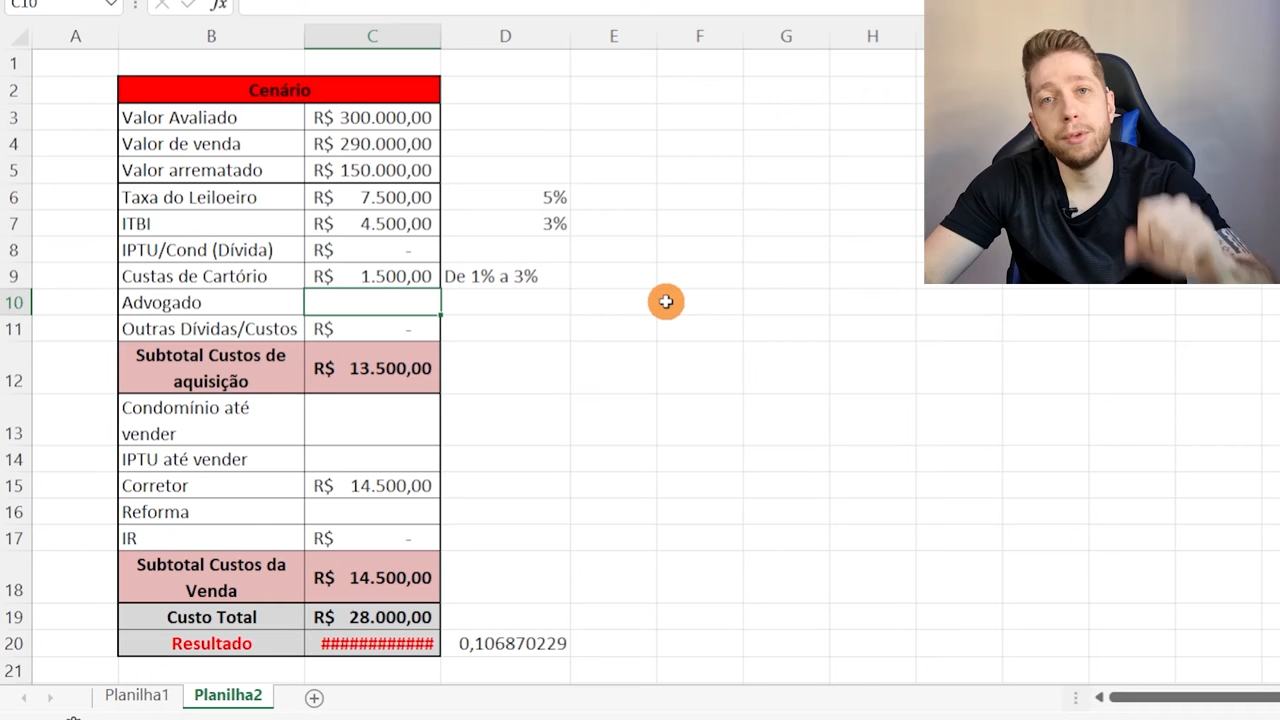 C10 fx
A B C D E F G H
1
2 Cenário
3 Valor Avaliado R$ 300.000,00
4 Valor de venda R$ 290.000,00
5 Valor arrematado R$ 150.000,00
6 Taxa do Leiloeiro R$ 7.500,00 5%
7 ITBI R$ 4.500,00 3%
8 IPTU/Cond (Dívida) R$ -
9 Custas de Cartório R$ 1.500,00 De 1% a 3%
10 Advogado
11 Outras Dívidas/Custos R$ -
Subtotal Custos de
12 aquisição R$ 13.500,00
Condomínio até
13 vender
14 IPTU até vender
15 Corretor R$ 14.500,00
16 Reforma
17 IR R$ -
Subtotal Custos da
18 Venda R$ 14.500,00
19 Custo Total R$ 28.000,00
20 Resultado ############ 0,106870229
21
Planilha1 Planilha2